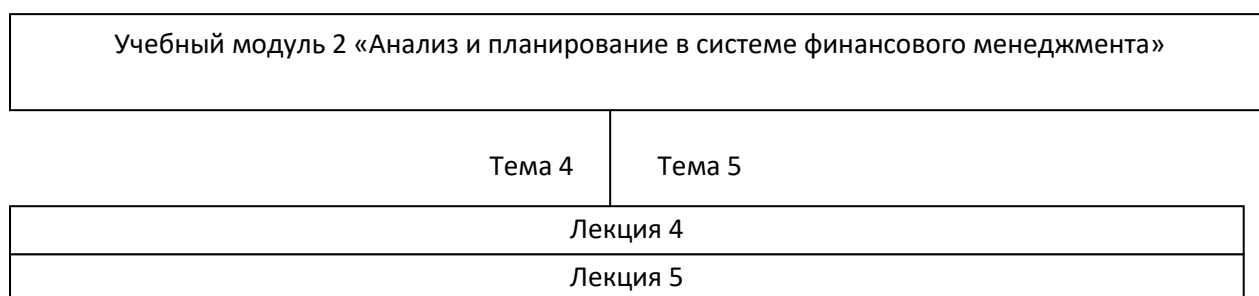 Учебный модуль 2 «Анализ и планирование в системе финансового менеджмента»
Тема 4 Тема 5
Лекция 4
Лекция 5